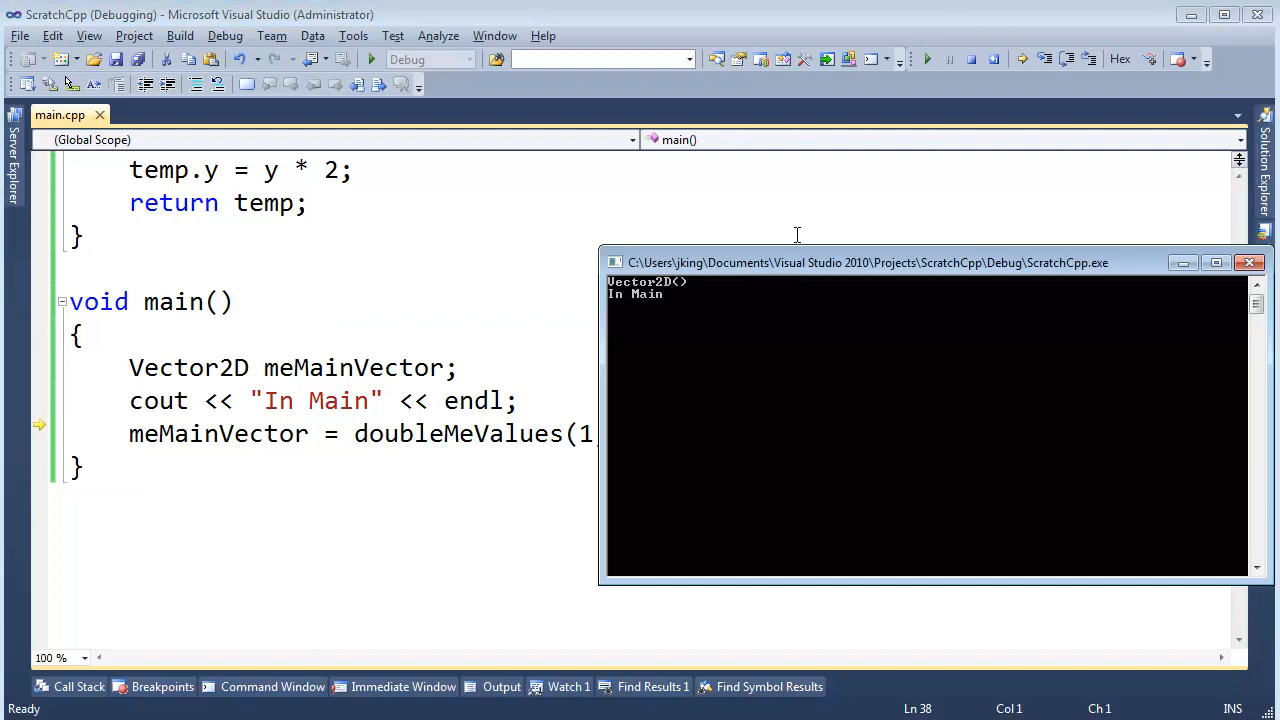 ScratchCpp (Debugging) - Microsoft Visual Studio (Administrator)
File Edit View Project Build Debug Team Data Tools Test Analyze Window Help
Debug Hex
main.cpp
(Global Scope) main()
temp.y = y * 2;
return temp;
}
void main()
{
Vector2D meMainVector;
cout << "In Main" << endl;
meMainVector = doubleMeValues(1,
}
C:\Users\jking\Documents\Visual Studio 2010\Projects\ScratchCpp\Debug\ScratchCpp.exe
Vector2D()
In Main
Server Explorer
Solution Explorer
100 %
Call Stack Breakpoints Command Window Immediate Window Output Watch 1 Find Results 1 Find Symbol Results
Ready Ln 38 Col 1 Ch 1 INS